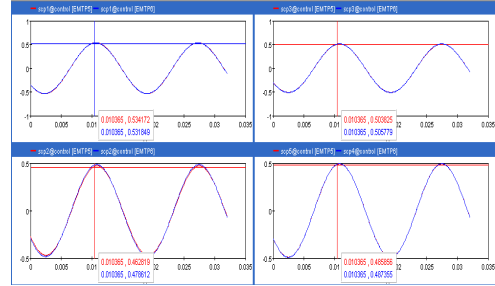 scp1@control [EMTP5] scp1@control [EMTP6]
1
0.5
0
-0.5
-1
0 0.005 0.01 0.015 0.02 0.025 0.03 0.035
0.010365 , 0.534172
0.010365 , 0.531849
scp3@control [EMTP5] scp3@control [EMTP6]
1
0.5
0
-0.5
-1
0 0.005 0.01 0.015 0.02 0.025 0.03 0.035
0.010365 , 0.503825
0.010365 , 0.505779
scp2@control [EMTP5] scp2@control [EMTP6]
0.5
0
-0.5
0 0.005 0.01 0.015 0.02 0.025 0.03 0.035
0.010365 , 0.462819
0.010365 , 0.478612
scp5@control [EMTP5] scp4@control [EMTP6]
0.5
0
-0.5
0 0.005 0.01 0.015 0.02 0.025 0.03 0.035
0.010365 , 0.485856
0.010365 , 0.487355